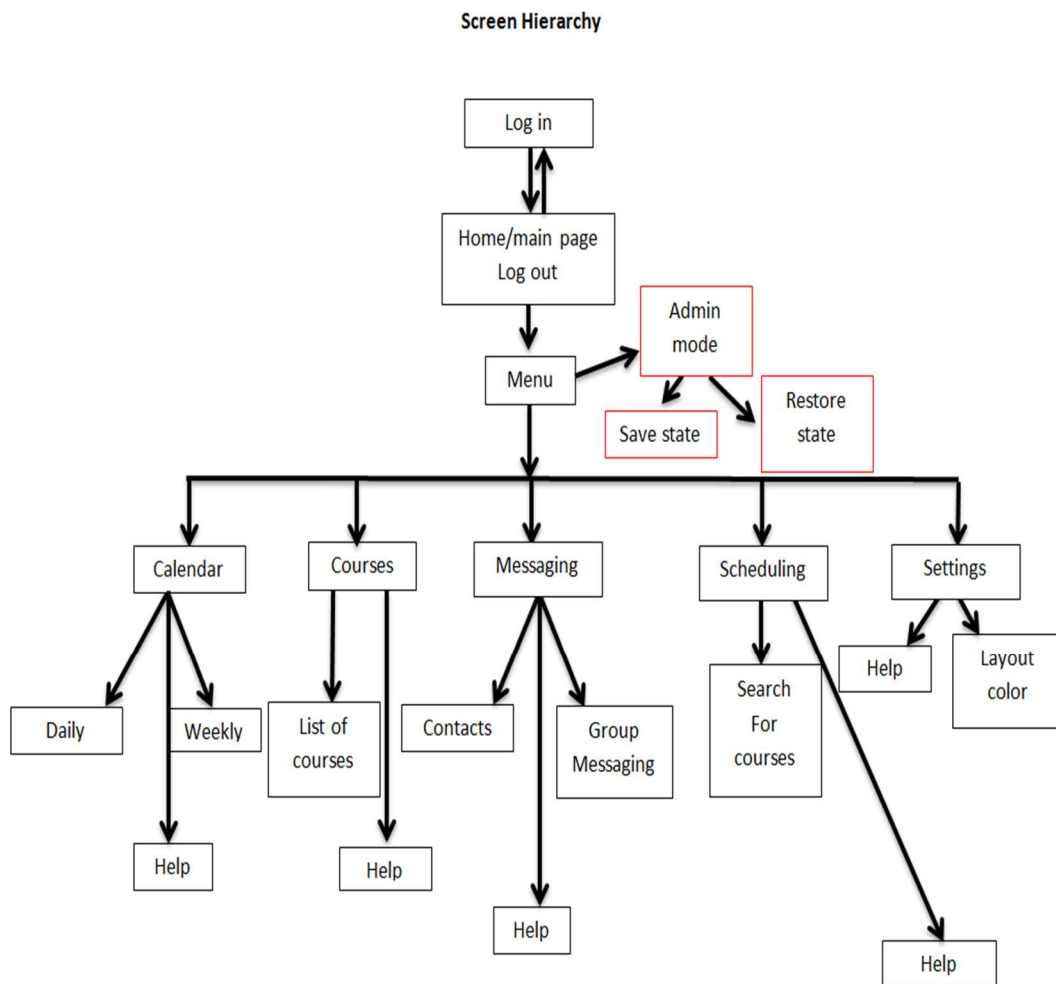 Screen Hierarchy
Log in
Home/main page
Log out
Admin
mode
Menu
Restore
state
Save state
Calendar
Courses
Messaging
Scheduling
Settings
Help
Layout
color
Daily
Weekly
List of
courses
Contacts
Group
Messaging
Search
For
courses
Help
Help
Help
Help